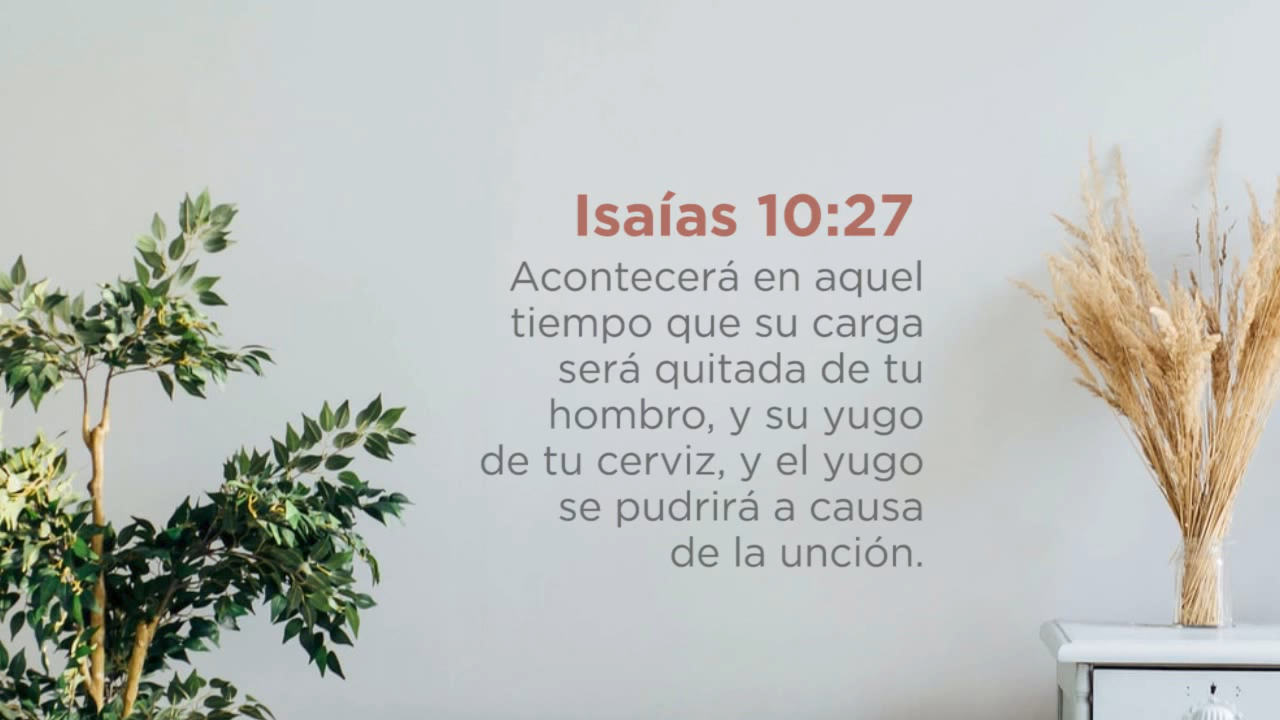 Isaías 10:27
Acontecerá en aquel
tiempo que su carga
será quitada de tu
hombro, y su yugo
de tu cerviz, y el yugo
se pudrirá a causa
de la unción.